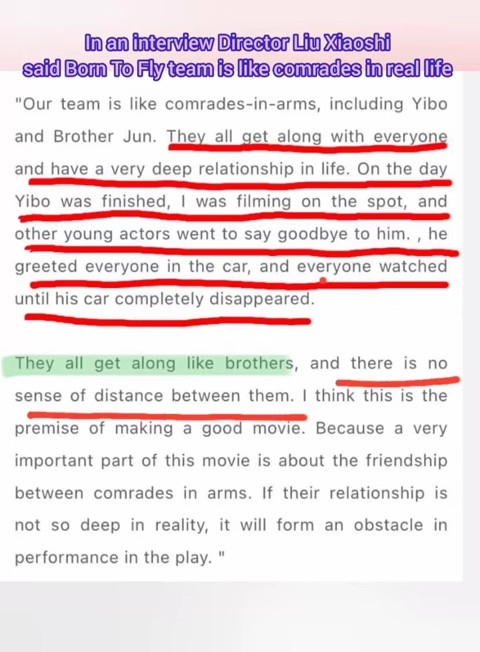 In an interview Director Liu Xiaoshi
said Born To Fly team is like comrades in real life
"Our team is like comrades-in-arms, including Yibo
and Brother Jun. They all get along with everyone
and have a very deep relationship in life. On the day
Yibo was finished, I was filming on the spot, and
other young actors went to say goodbye to him. , he
greeted everyone in the car, and everyone watched
until his car completely disappeared.
They all get along like brothers, and there is no
sense of distance between them. I think this is the
premise of making a good movie. Because a very
important part of this movie is about the friendship
between comrades in arms. If their relationship is
not so deep in reality, it will form an obstacle in
performance in the play. "